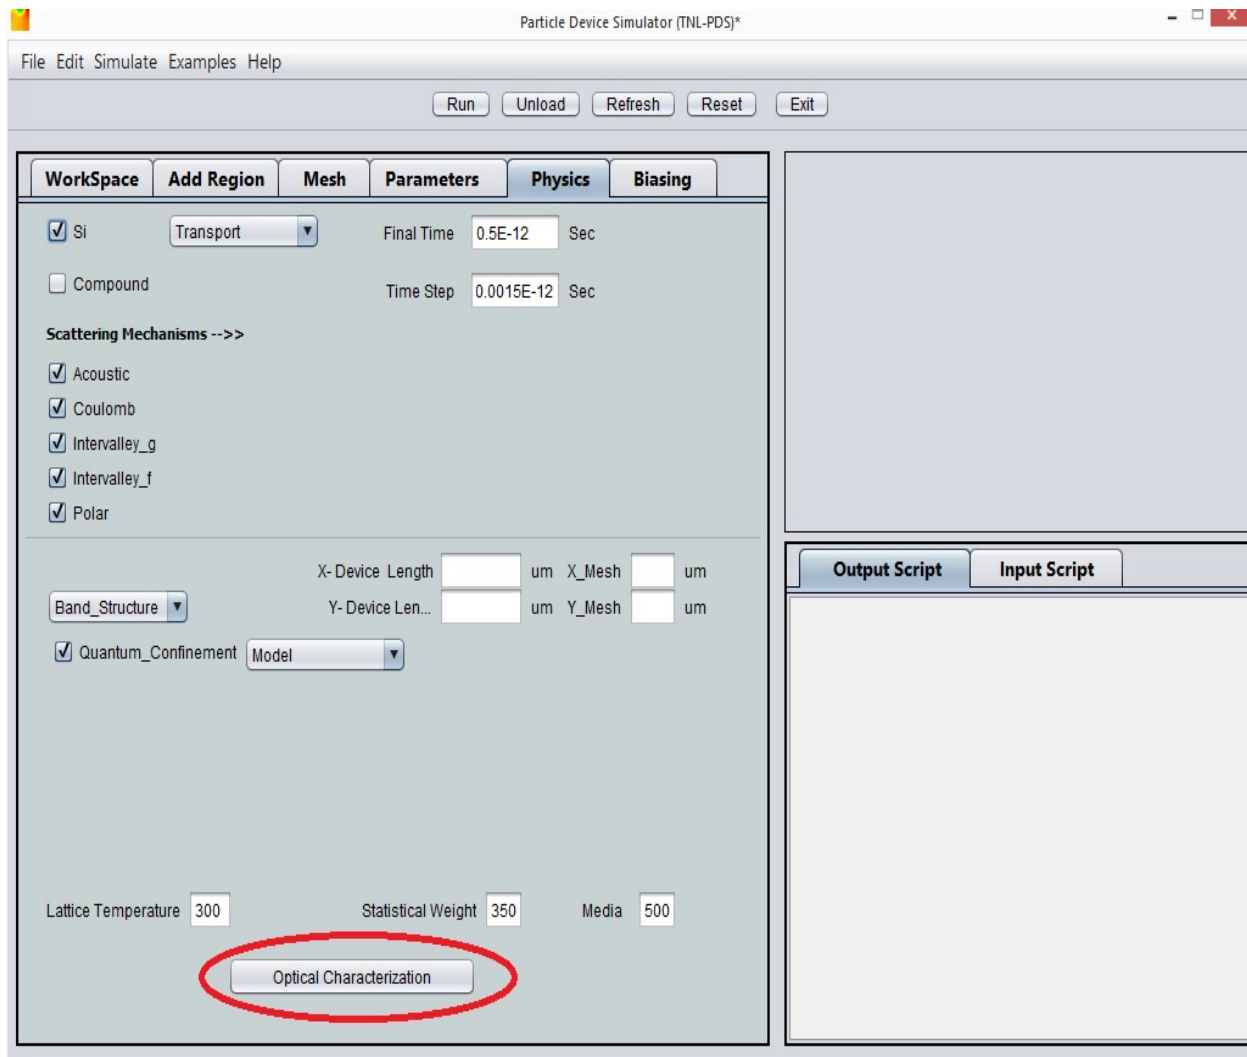 Particle Device Simulator (TNL-PDS)*
File Edit Simulate Examples Help
Run Unload Refresh Reset Exit
WorkSpace Add Region Mesh Parameters Physics Biasing
Si Transport Final Time 0.5E-12 Sec
Compound Time Step 0.0015E-12 Sec
Scattering Mechanisms -->>
Acoustic
Coulomb
Intervalley_g
Intervalley_f
Polar
X- Device Length um X_Mesh um
Band_Structure Y- Device Len... um Y_Mesh um
Quantum_Confinement Model
Lattice Temperature 300 Statistical Weight 350 Media 500
Optical Characterization
Output Script Input Script